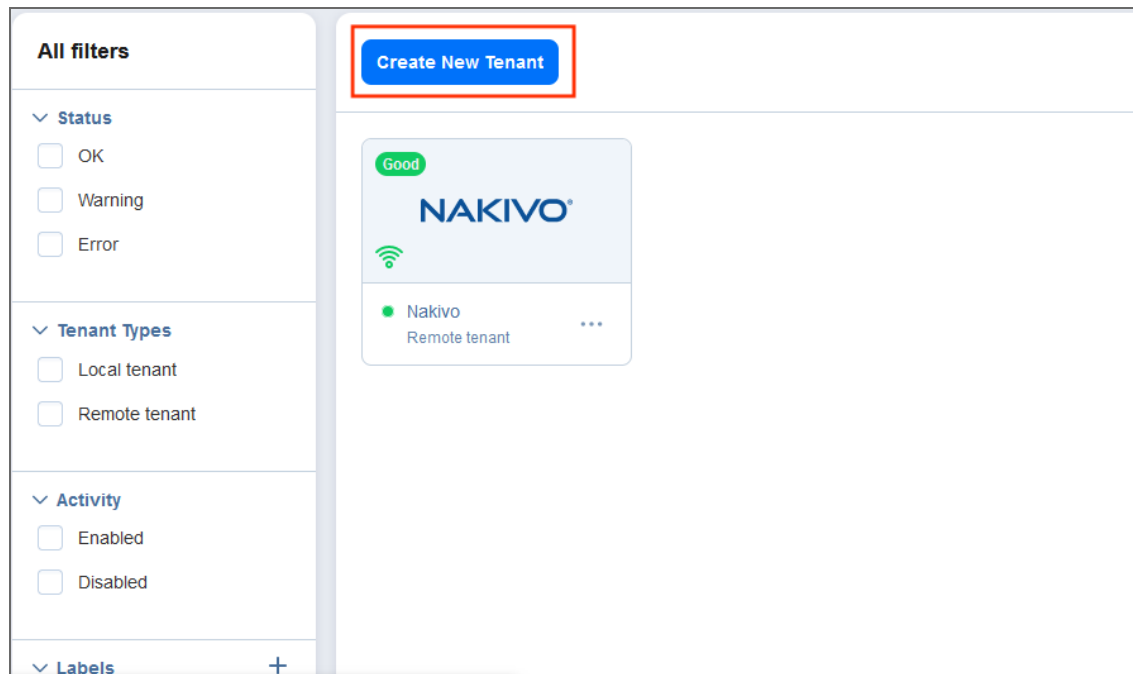 All filters
Status
OK
Warning
Error
Tenant Types
Local tenant
Remote tenant
Activity
Enabled
Disabled
Labels
Create New Tenant
Good
NAKIVO®
Nakivo
Remote tenant